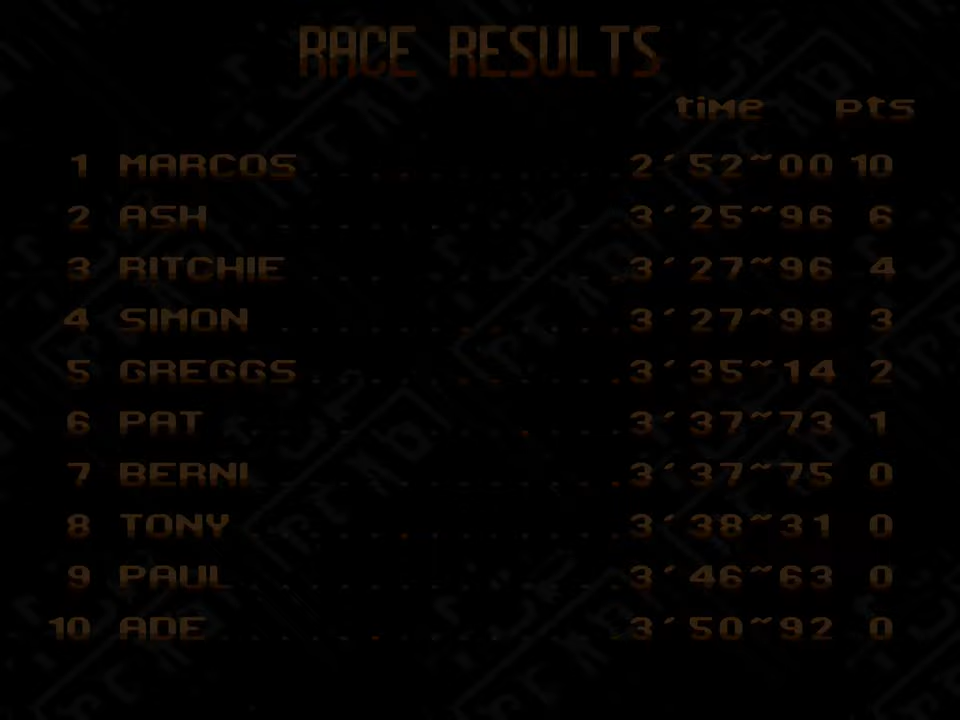 RACE RESULTS
time pts
1 MARCOS . . . . . . . . . . . 2´52~00 10
2 ASH . . . . . . . . . . . . 3´25~96 6
3 RITCHIE . . . . . . . . . . . 3´27~96 4
4 SIMON . . . . . . . . . . . . 3´27~98 3
5 GREGGS . . . . . . . . . . . 3´35~14 2
6 PAT . . . . . . . . . . . . . 3´37~73 1
7 BERNI . . . . . . . . . . . . 3´37~75 0
8 TONY . . . . . . . . . . . . . 3´38~31 0
9 PAUL . . . . . . . . . . . . . 3´46~63 0
10 ADE . . . . . . . . . . . . . . 3´50~92 0